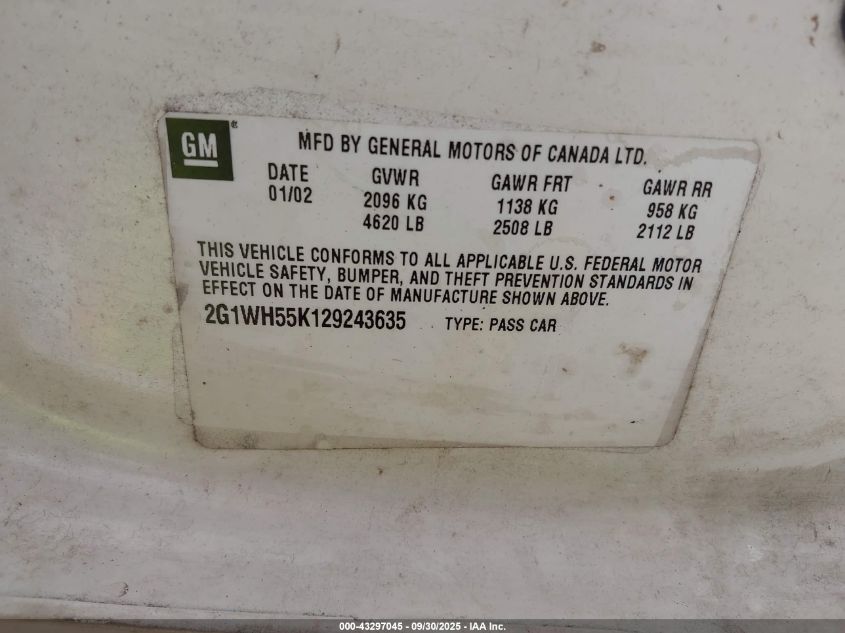 GM®
MFD BY GENERAL MOTORS OF CANADA LTD.
DATE GVWR GAWR FRT GAWR RR
01/02 2096 KG 1138 KG 958 KG
4620 LB 2508 LB 2112 LB
THIS VEHICLE CONFORMS TO ALL APPLICABLE U.S. FEDERAL MOTOR
VEHICLE SAFETY, BUMPER, AND THEFT PREVENTION STANDARDS IN
EFFECT ON THE DATE OF MANUFACTURE SHOWN ABOVE.
2G1WH55K129243635 TYPE: PASS CAR
000-43297045 - 09/30/2025 - IAA Inc.